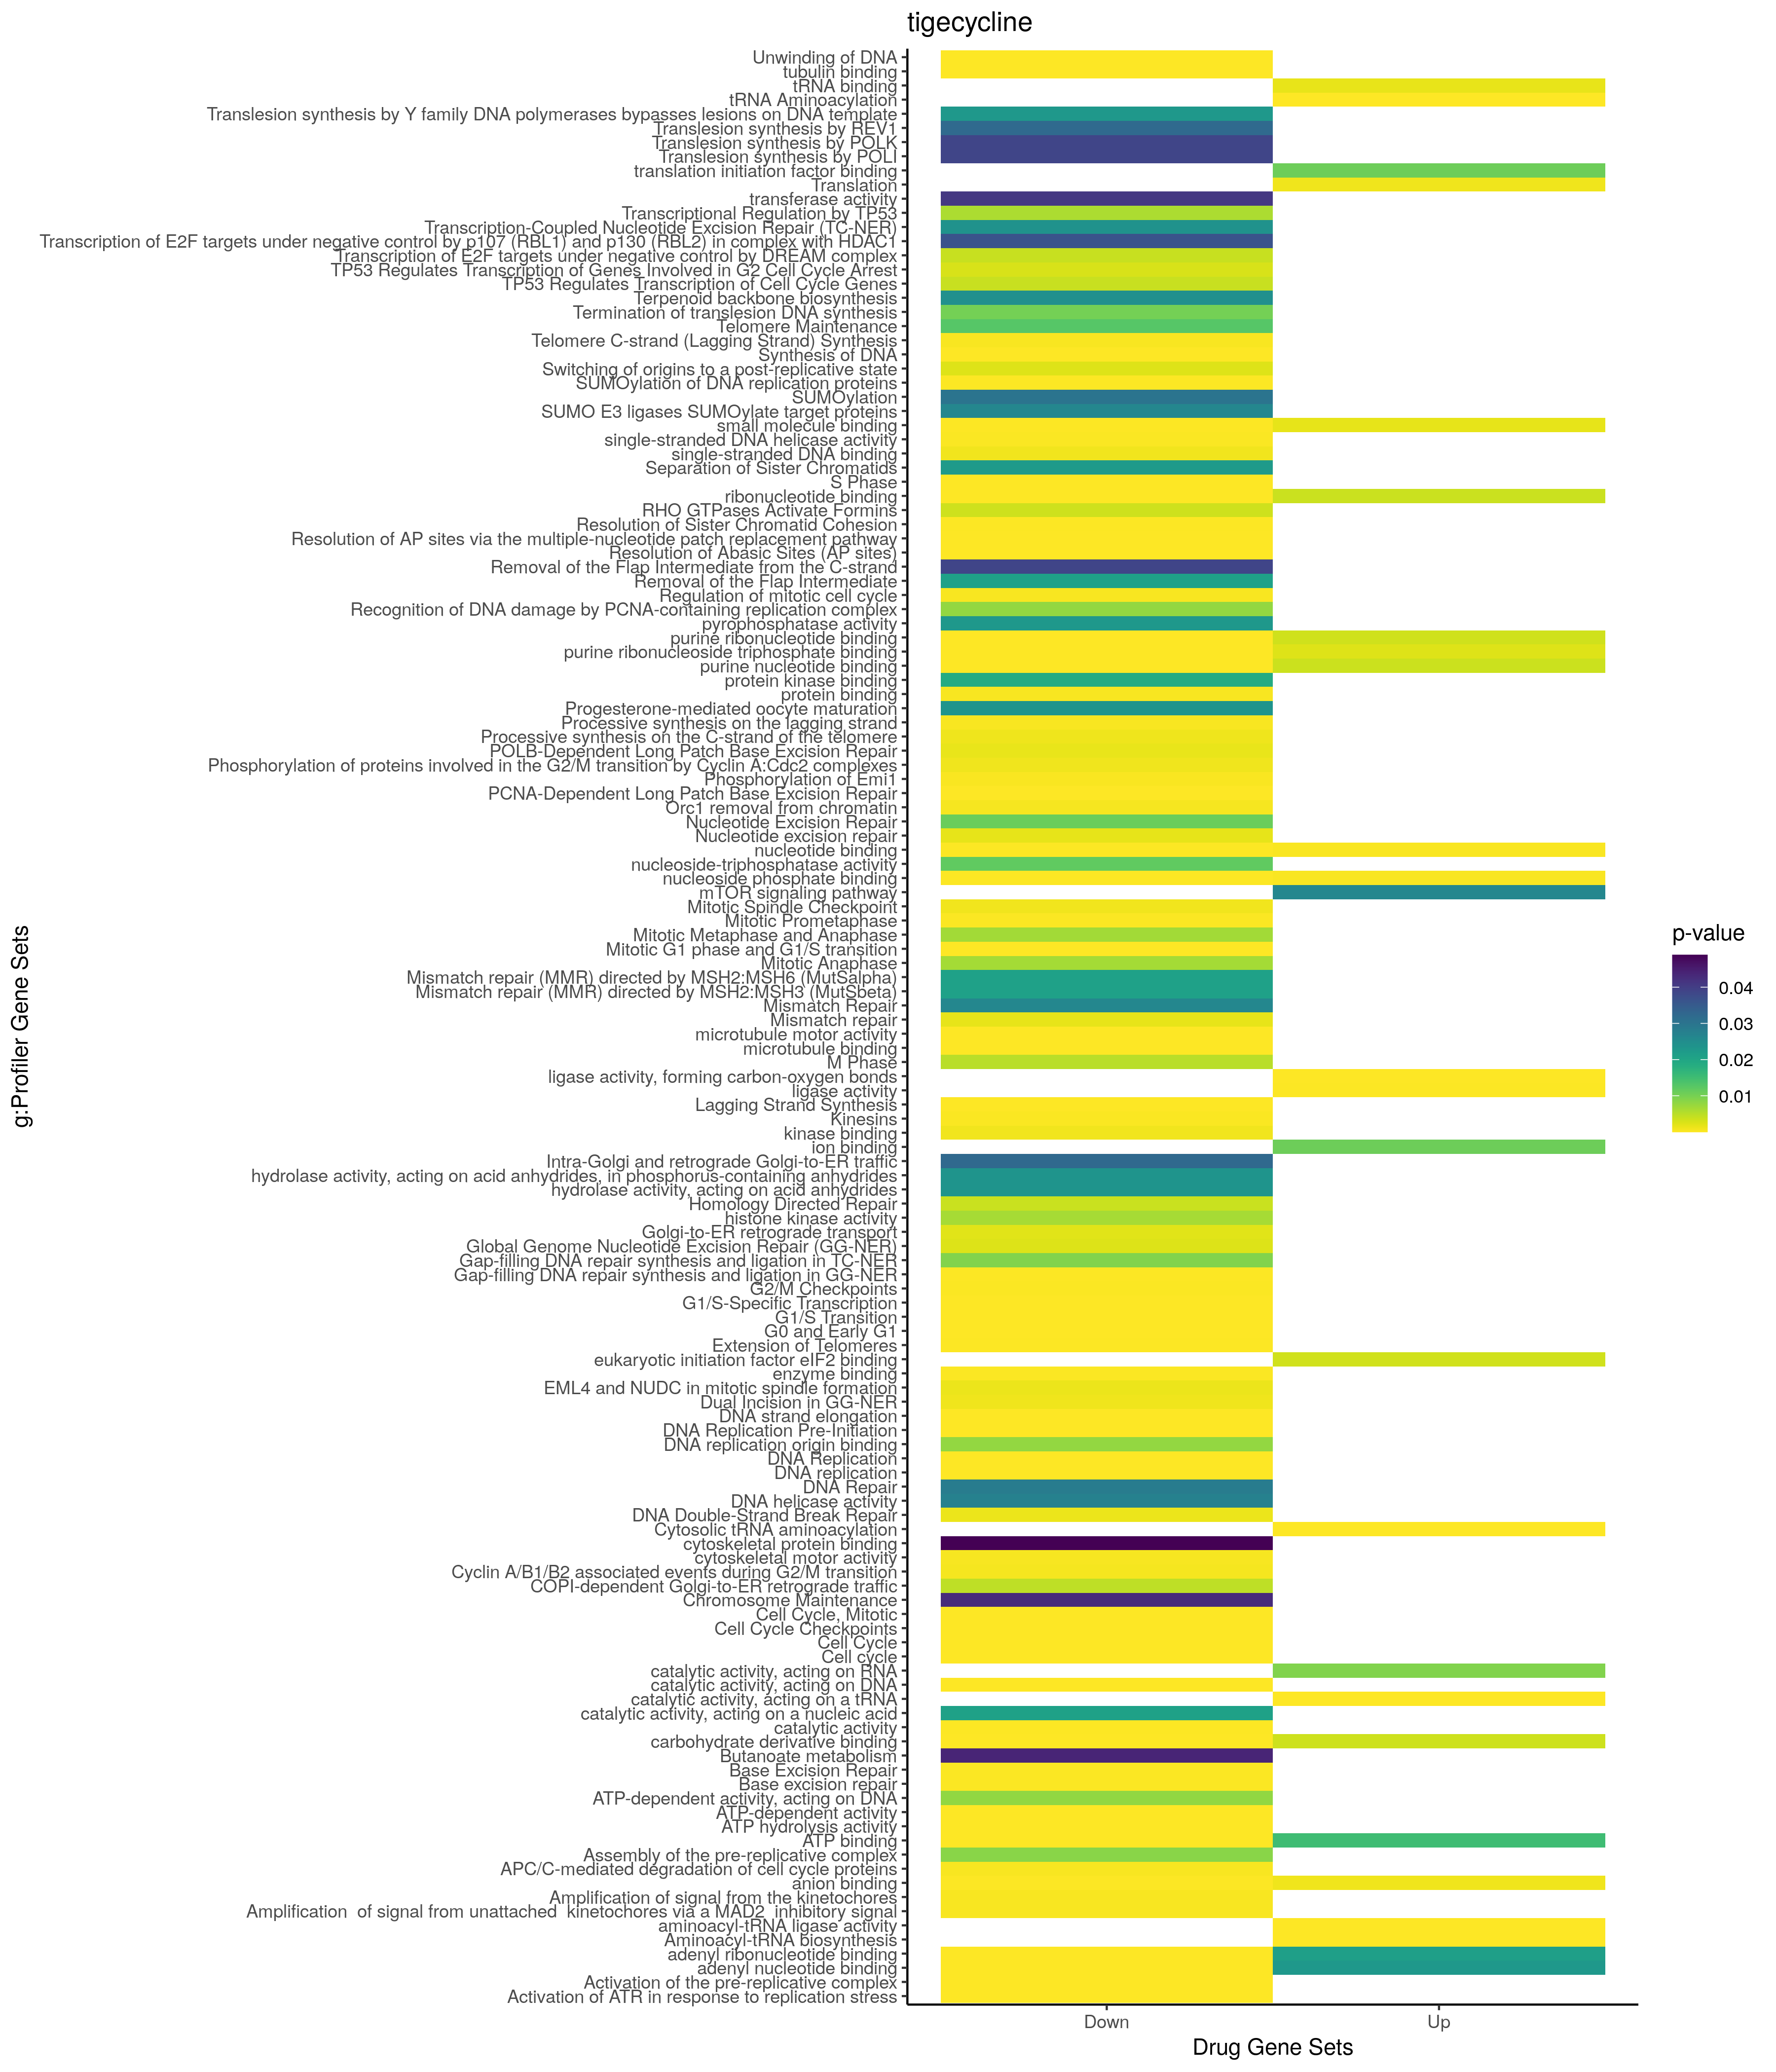 tigecycline
Unwinding of DNA
tubulin binding
tRNA binding
tRNA Aminoacylation
Translesion synthesis by Y family DNA polymerases bypasses lesions on DNA template
Translesion synthesis by REV1
Translesion synthesis by POLK
Translesion synthesis by POLI
translation initiation factor binding
Translation
transferase activity
Transcriptional Regulation by TP53
Transcription-Coupled Nucleotide Excision Repair (TC-NER)
Transcription of E2F targets under negative control by p107 (RBL1) and p130 (RBL2) in complex with HDAC1
Transcription of E2F targets under negative control by DREAM complex
TP53 Regulates Transcription of Genes Involved in G2 Cell Cycle Arrest
TP53 Regulates Transcription of Cell Cycle Genes
Terpenoid backbone biosynthesis
Termination of translesion DNA synthesis
Telomere Maintenance
Telomere C-strand (Lagging Strand) Synthesis
Synthesis of DNA
Switching of origins to a post-replicative state
SUMOylation of DNA replication proteins
SUMOylation
SUMO E3 ligases SUMOylate target proteins
small molecule binding
single-stranded DNA helicase activity
single-stranded DNA binding
Separation of Sister Chromatids
S Phase
ribonucleotide binding
RHO GTPases Activate Formins
Resolution of Sister Chromatid Cohesion
Resolution of AP sites via the multiple-nucleotide patch replacement pathway
Resolution of Abasic Sites (AP sites)
Removal of the Flap Intermediate from the C-strand
Removal of the Flap Intermediate
Regulation of mitotic cell cycle
Recognition of DNA damage by PCNA-containing replication complex
pyrophosphatase activity
purine ribonucleotide binding
purine ribonucleoside triphosphate binding
purine nucleotide binding
protein kinase binding
protein binding
Progesterone-mediated oocyte maturation
Processive synthesis on the lagging strand
Processive synthesis on the C-strand of the telomere
POLB-Dependent Long Patch Base Excision Repair
Phosphorylation of proteins involved in the G2/M transition by Cyclin A:Cdc2 complexes
Phosphorylation of Emi1
PCNA-Dependent Long Patch Base Excision Repair
Orc1 removal from chromatin
Nucleotide Excision Repair
Nucleotide excision repair
nucleotide binding
nucleoside-triphosphatase activity
nucleoside phosphate binding
mTOR signaling pathway
Mitotic Spindle Checkpoint
Mitotic Prometaphase
Mitotic Metaphase and Anaphase
Mitotic G1 phase and G1/S transition
Mitotic Anaphase
Mismatch repair (MMR) directed by MSH2:MSH6 (MutSalpha)
Mismatch repair (MMR) directed by MSH2:MSH3 (MutSbeta)
Mismatch Repair
Mismatch repair
microtubule motor activity
microtubule binding
M Phase
ligase activity, forming carbon-oxygen bonds
ligase activity
Lagging Strand Synthesis
Kinesins
kinase binding
ion binding
Intra-Golgi and retrograde Golgi-to-ER traffic
hydrolase activity, acting on acid anhydrides, in phosphorus-containing anhydrides
hydrolase activity, acting on acid anhydrides
Homology Directed Repair
histone kinase activity
Golgi-to-ER retrograde transport
Global Genome Nucleotide Excision Repair (GG-NER)
Gap-filling DNA repair synthesis and ligation in TC-NER
Gap-filling DNA repair synthesis and ligation in GG-NER
G2/M Checkpoints
G1/S-Specific Transcription
G1/S Transition
G0 and Early G1
Extension of Telomeres
eukaryotic initiation factor eIF2 binding
enzyme binding
EML4 and NUDC in mitotic spindle formation
Dual Incision in GG-NER
DNA strand elongation
DNA Replication Pre-Initiation
DNA replication origin binding
DNA Replication
DNA replication
DNA Repair
DNA helicase activity
DNA Double-Strand Break Repair
Cytosolic tRNA aminoacylation
cytoskeletal protein binding
cytoskeletal motor activity
Cyclin A/B1/B2 associated events during G2/M transition
COPI-dependent Golgi-to-ER retrograde traffic
Chromosome Maintenance
Cell Cycle, Mitotic
Cell Cycle Checkpoints
Cell Cycle
Cell cycle
catalytic activity, acting on RNA
catalytic activity, acting on DNA
catalytic activity, acting on a tRNA
catalytic activity, acting on a nucleic acid
catalytic activity
carbohydrate derivative binding
Butanoate metabolism
Base Excision Repair
Base excision repair
ATP-dependent activity, acting on DNA
ATP-dependent activity
ATP hydrolysis activity
ATP binding
Assembly of the pre-replicative complex
APC/C-mediated degradation of cell cycle proteins
anion binding
Amplification of signal from the kinetochores
Amplification  of signal from unattached  kinetochores via a MAD2  inhibitory signal
aminoacyl-tRNA ligase activity
Aminoacyl-tRNA biosynthesis
adenyl ribonucleotide binding
adenyl nucleotide binding
Activation of the pre-replicative complex
Activation of ATR in response to replication stress
g:Profiler Gene Sets
Down
Up
Drug Gene Sets
p-value
0.04
0.03
0.02
0.01